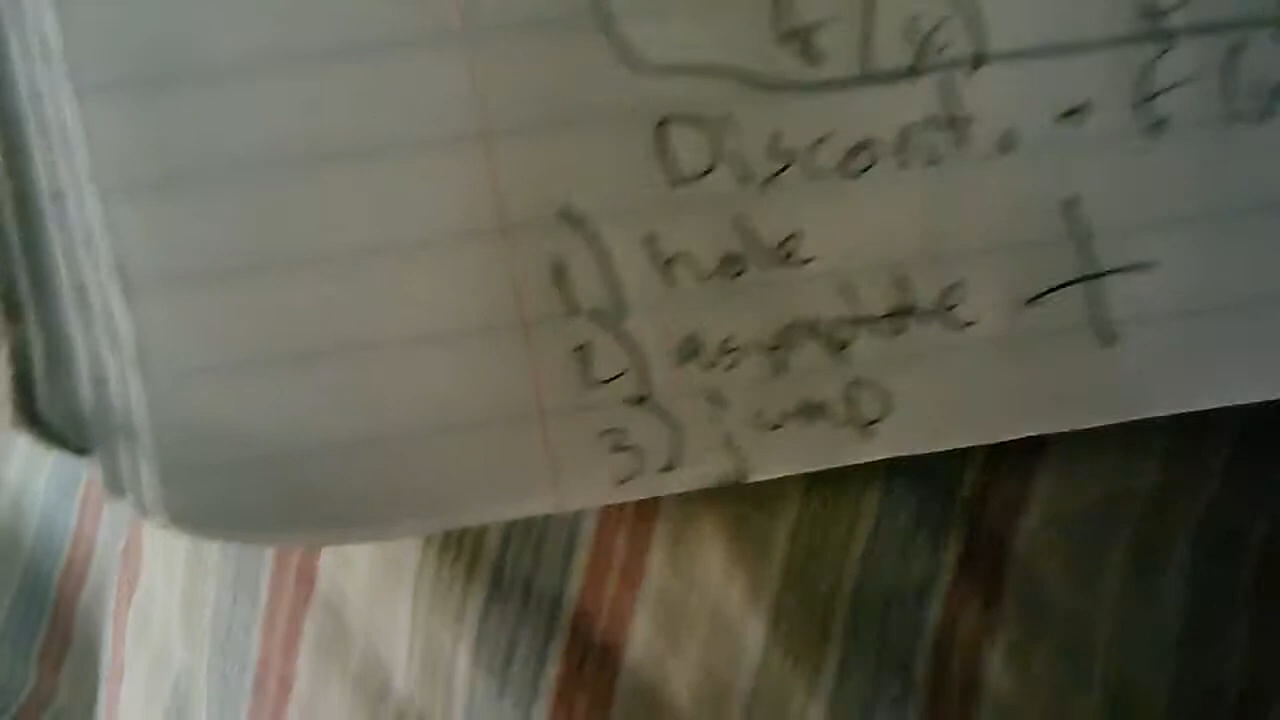 Discont. -
1) hole
2) asymptote
3) jump